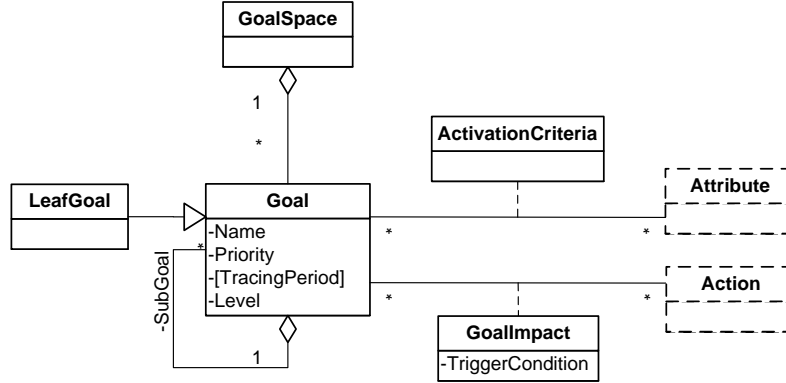 GoalSpace
1
*
ActivationCriteria
LeafGoal
Goal
Attribute
-Name
-Priority
-[TracingPeriod]
-Level
*
*
*
-SubGoal
1
Action
*
*
GoalImpact
-TriggerCondition